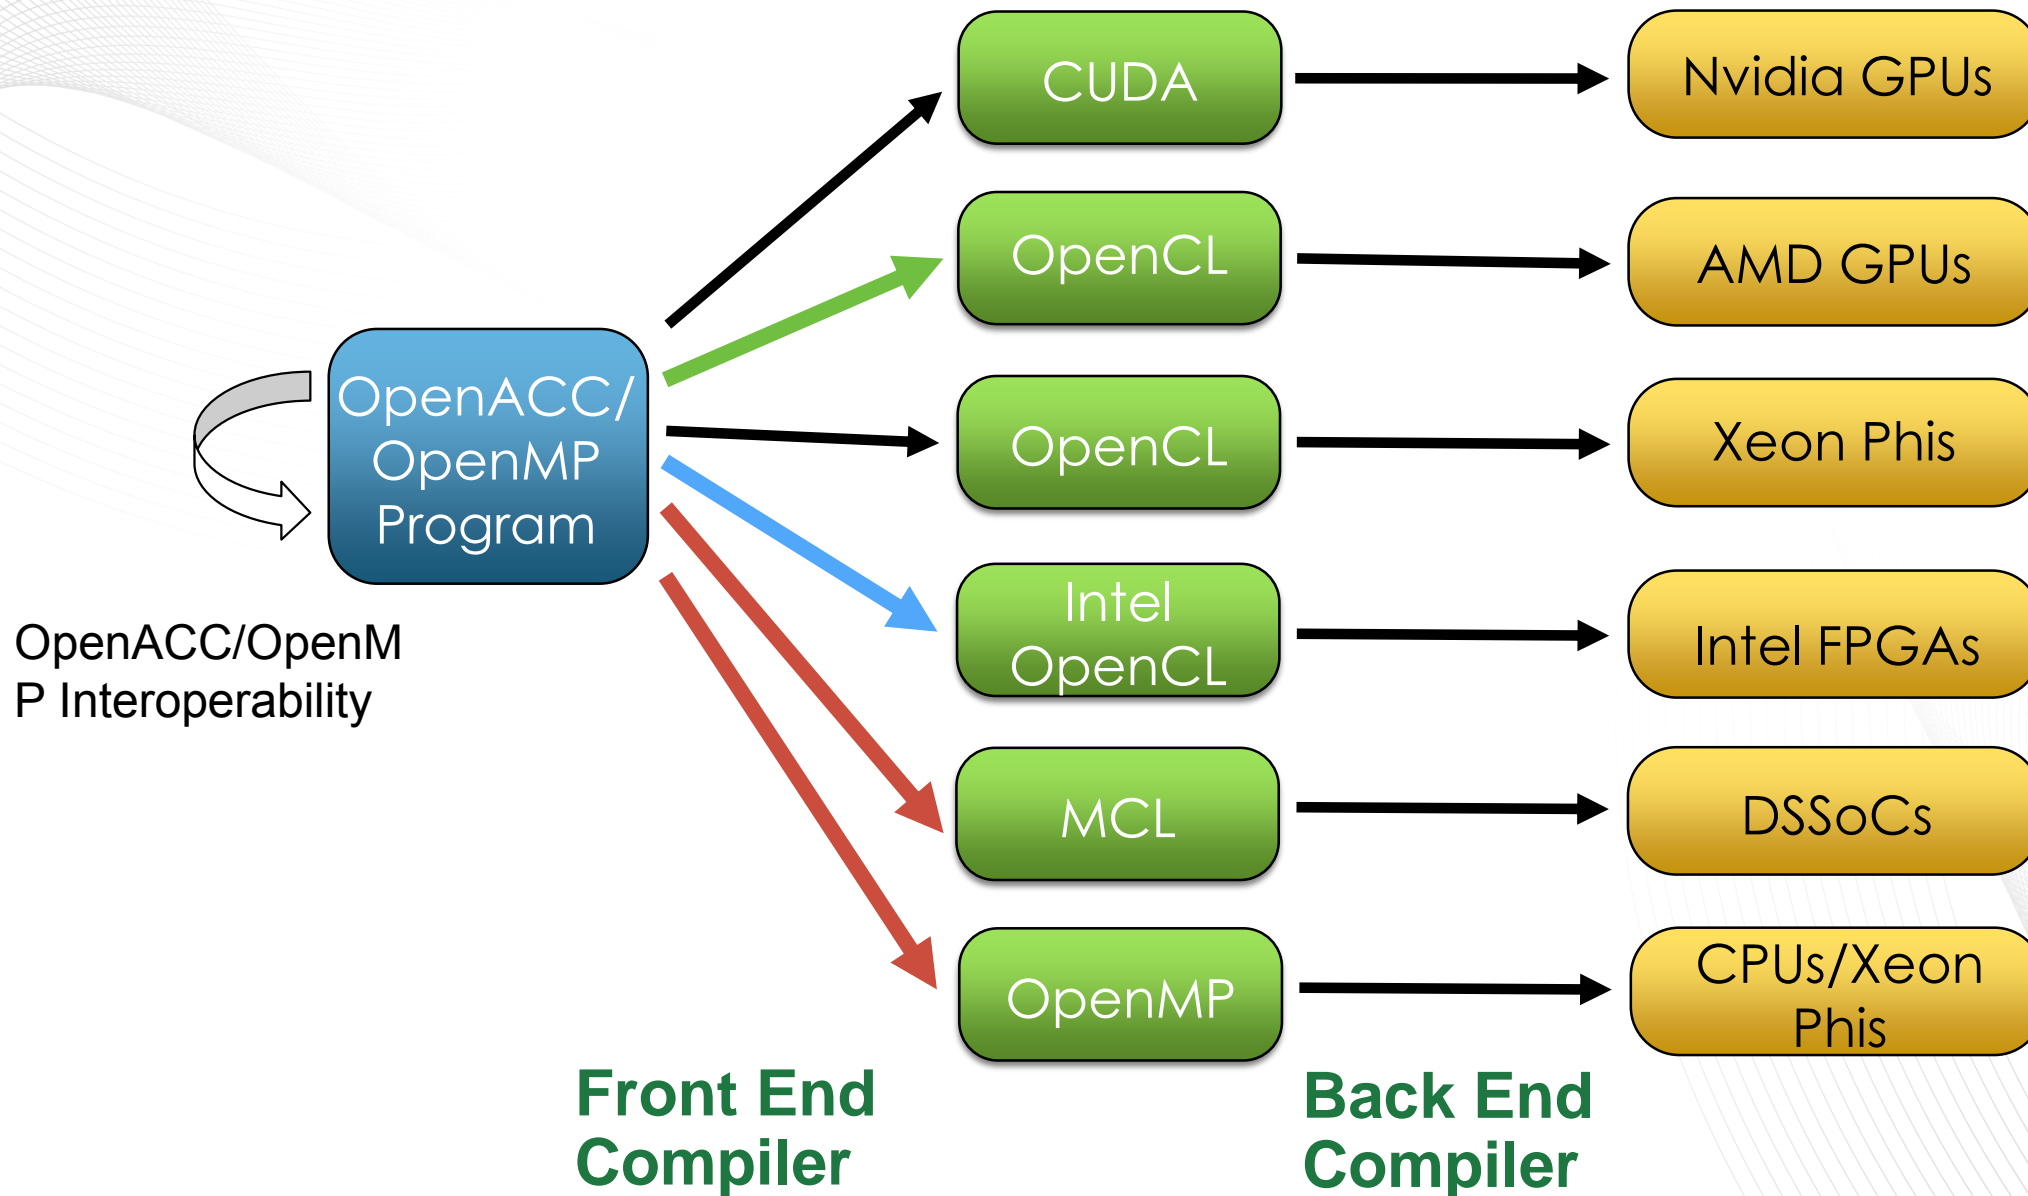 CUDA
Nvidia GPUs
OpenCL
AMD GPUs
OpenACC/
OpenMP
Program
OpenCL
Xeon Phis
OpenACC/OpenM
P Interoperability
Intel
OpenCL
Intel FPGAs
MCL
DSSoCs
OpenMP
CPUs/Xeon
Phis
Front End
Compiler
Back End
Compiler